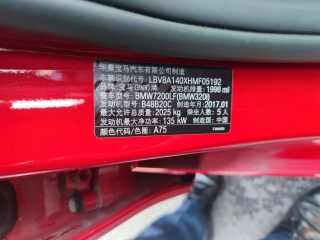 华晨宝马汽车有限公司制造
车辆识别代号: LBV8A140XHMF05192
品牌: 宝马(BMW)牌 发动机排量: 1998 ml
整车型号: BMW7200LF(BMW320i)
发动机型号: B48B20C 制造年月: 2017.01
最大允许总质量: 2025 kg 乘坐人数: 5 人
发动机最大净功率: 135 kW 制造国: 中国
颜色代码/色圈: A75